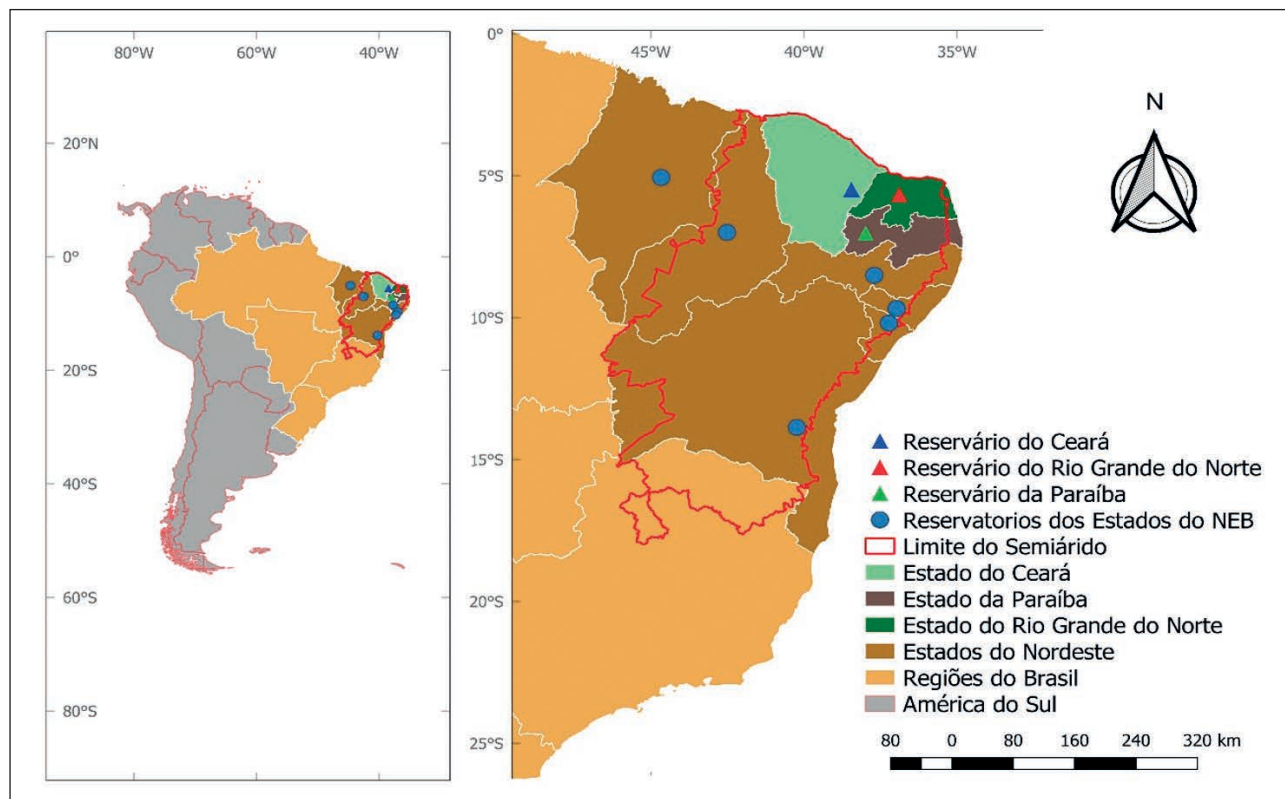 80°W 60°W 40°W
20°N
0°
20°S
40°S
60°S
80°S
45°W 40°W 35°W
0°
5°S
10°S
15°S
20°S
25°S
N
Reservário do Ceará
Reservário do Rio Grande do Norte
Reservário da Paraíba
Reservatorios dos Estados do NEB
Limite do Semiárido
Estado do Ceará
Estado da Paraíba
Estado do Rio Grande do Norte
Estados do Nordeste
Regiões do Brasil
América do Sul
80 0 80 160 240 320 km